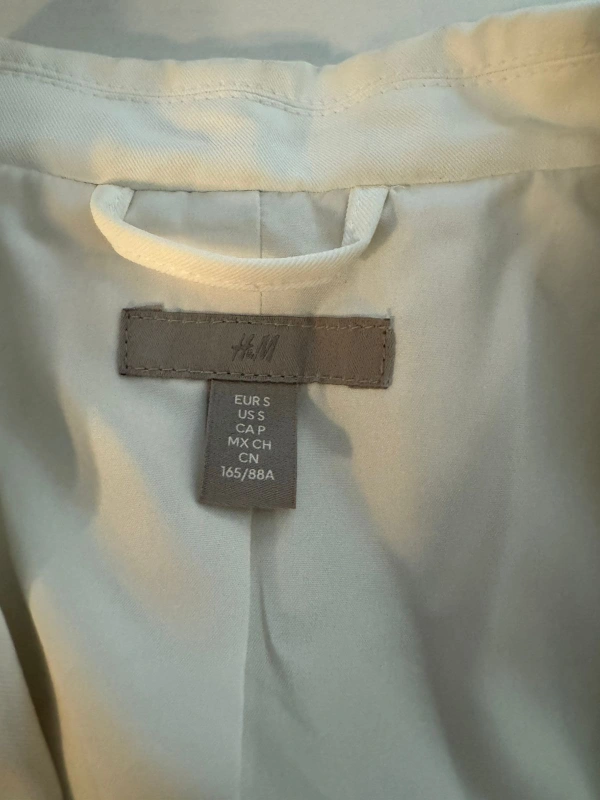 H&M
EUR S
US S
CA P
MX CH
CN
165/88A